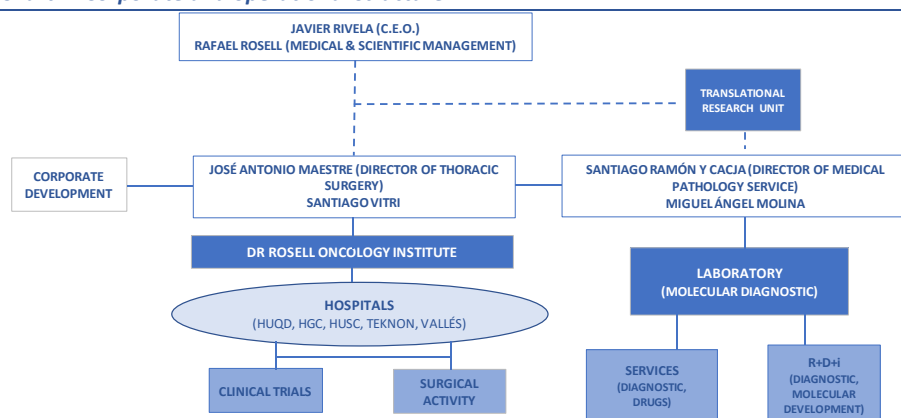 JAVIER RIVELA (C.E.O.)
RAFAEL ROSELL (MEDICAL & SCIENTIFIC MANAGEMENT)
TRANSLATIONAL
RESEARCH UNIT
CORPORATE
DEVELOPMENT
JOSÉ ANTONIO MAESTRE (DIRECTOR OF THORACIC
SURGERY)
SANTIAGO VITRI
SANTIAGO RAMÓN Y CACJA (DIRECTOR OF MEDICAL
PATHOLOGY SERVICE)
MIGUEL ÁNGEL MOLINA
DR ROSELL ONCOLOGY INSTITUTE
LABORATORY
(MOLECULAR DIAGNOSTIC)
HOSPITALS
(HUQD, HGC, HUSC, TEKNON, VALLÉS)
CLINICAL TRIALS
SURGICAL
ACTIVITY
SERVICES
(DIAGNOSTIC,
DRUGS)
R+D+i
(DIAGNOSTIC,
MOLECULAR
DEVELOPMENT)